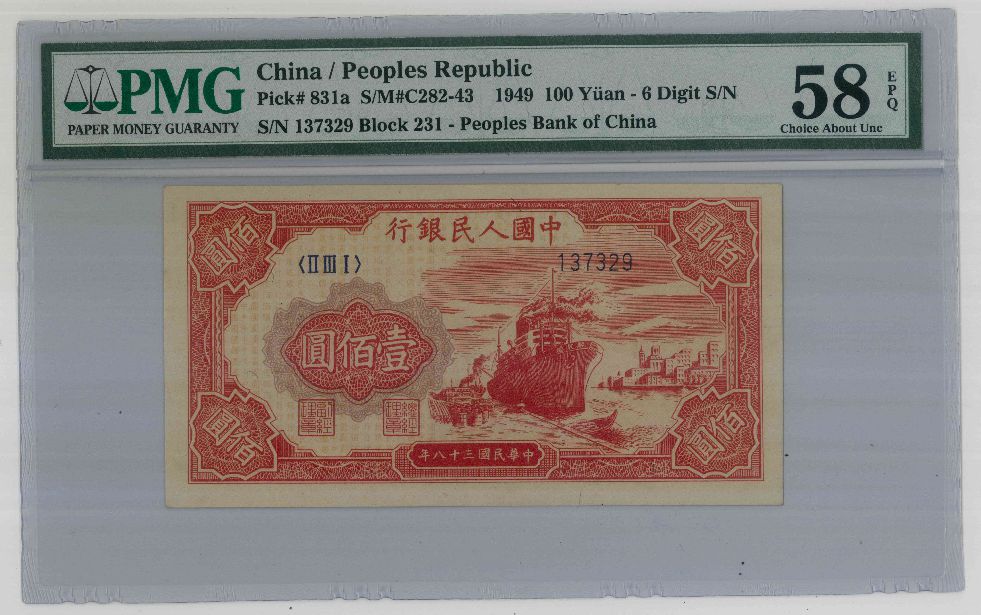 PMG
PAPER MONEY GUARANTY
China / Peoples Republic
Pick# 831a S/M#C282-43 1949 100 Yüan - 6 Digit S/N
S/N 137329 Block 231 - Peoples Bank of China
58
EPQ
Choice About Unc
行銀民人國中
佰圓
圓佰
〈ⅡⅢⅠ〉
137329
圓佰壹
圓佰
佰圓
年八十三國民華中